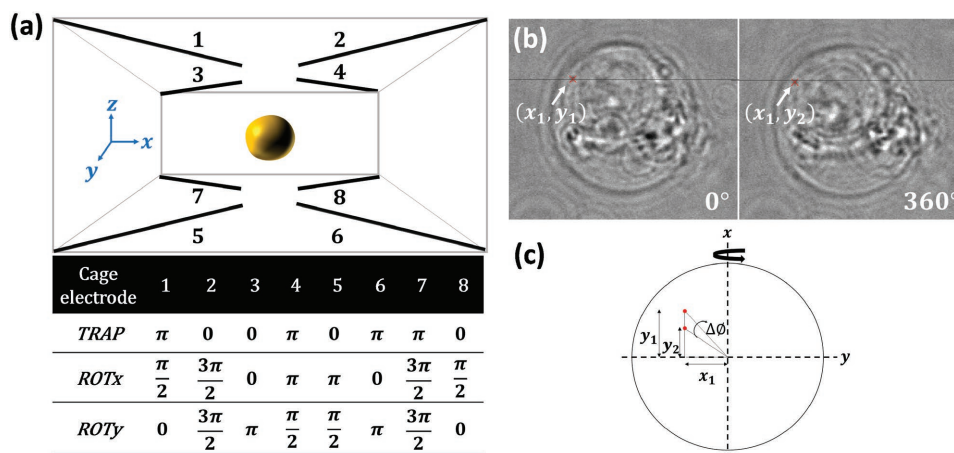 (a)
1 2
3 4
z
x
y
7 8
5 6
Cage electrode 1 2 3 4 5 6 7 8
TRAP π 0 0 π 0 π π 0
ROTx π/2 3π/2 0 π π 0 3π/2 π/2
ROTy 0 3π/2 π π/2 π/2 π 3π/2 0
(b)
(x₁, y₁) (x₁, y₂)
0° 360°
(c)
x
y₁ y₂ ΔØ
y
x₁